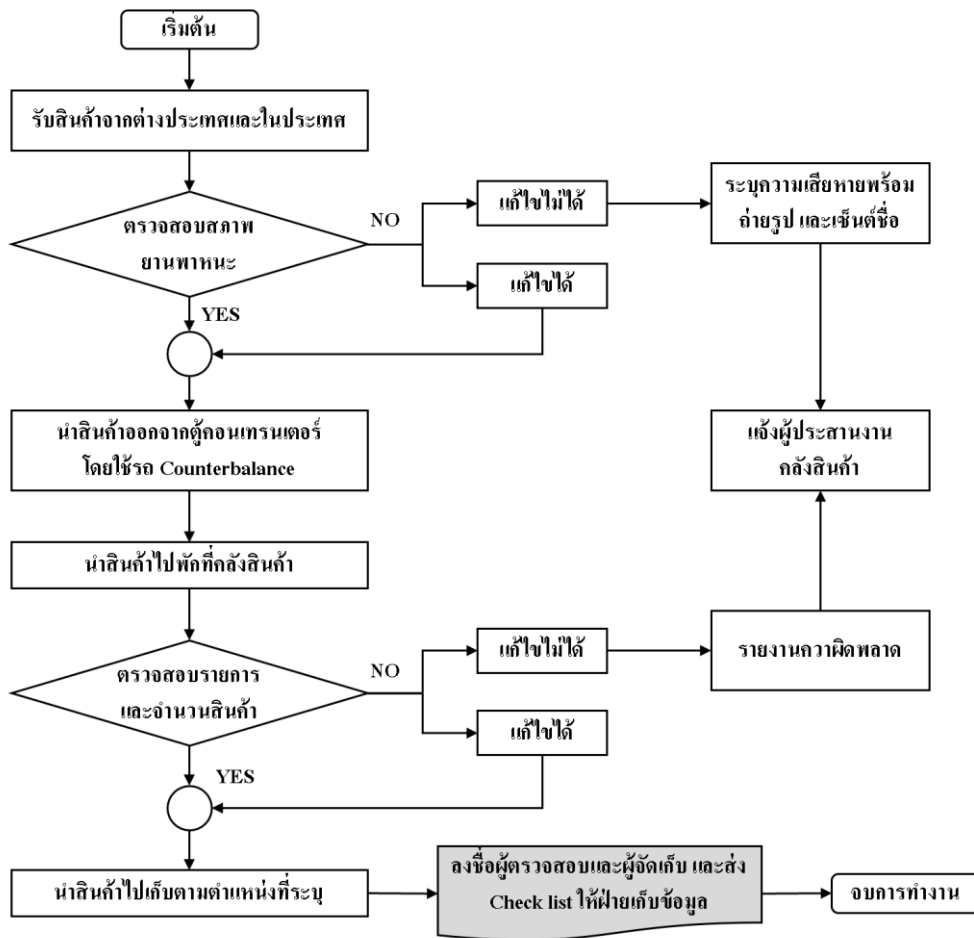 เริ่มต้น
รับสินค้าจากต่างประเทศและในประเทศ
ตรวจสอบสภาพ
ยานพาหนะ
NO
แก้ไขไม่ได้
ระบุความเสียหายพร้อม
ถ่ายรูป และเซ็นต์ชื่อ
แก้ไขได้
YES
นำสินค้าออกจากตู้คอนเทรนเตอร์
โดยใช้รถ Counterbalance
แจ้งผู้ประสานงาน
คลังสินค้า
นำสินค้าไปพักที่คลังสินค้า
ตรวจสอบรายการ
และจำนวนสินค้า
NO
แก้ไขไม่ได้
รายงานควาผิดพลาด
แก้ไขได้
YES
นำสินค้าไปเก็บตามตำแหน่งที่ระบุ
ลงชื่อผู้ตรวจสอบและผู้จัดเก็บ และส่ง
Check list ให้ฝ่ายเก็บข้อมูล
จบการทำงาน